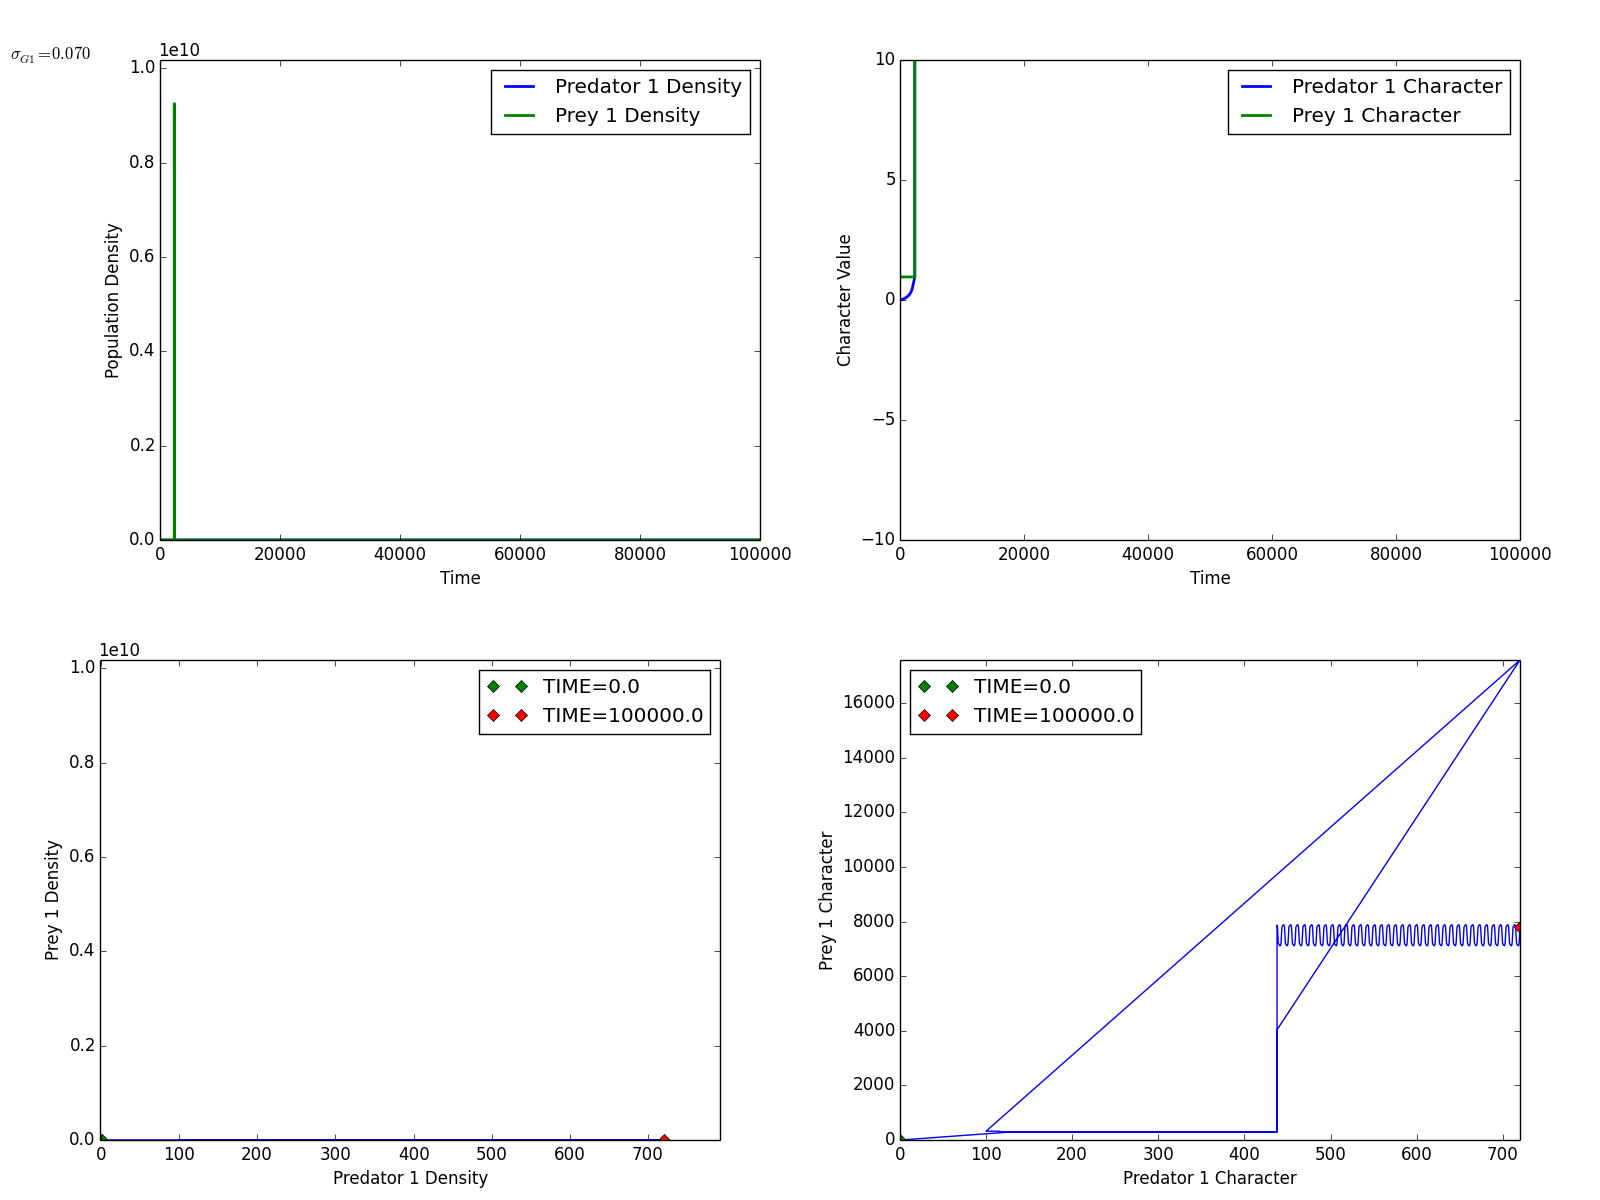 σG1=0.070
1e10
1.0
0.8
0.6
0.4
0.2
0.0
0 20000 40000 60000 80000 100000
Time
Population Density
Predator 1 Density
Prey 1 Density
10
5
0
−5
−10
0 20000 40000 60000 80000 100000
Time
Character Value
Predator 1 Character
Prey 1 Character
1e10
1.0
0.8
0.6
0.4
0.2
0.0
0 100 200 300 400 500 600 700
Predator 1 Density
Prey 1 Density
TIME=0.0
TIME=100000.0
16000
14000
12000
10000
8000
6000
4000
2000
0
0 100 200 300 400 500 600 700
Predator 1 Character
Prey 1 Character
TIME=0.0
TIME=100000.0